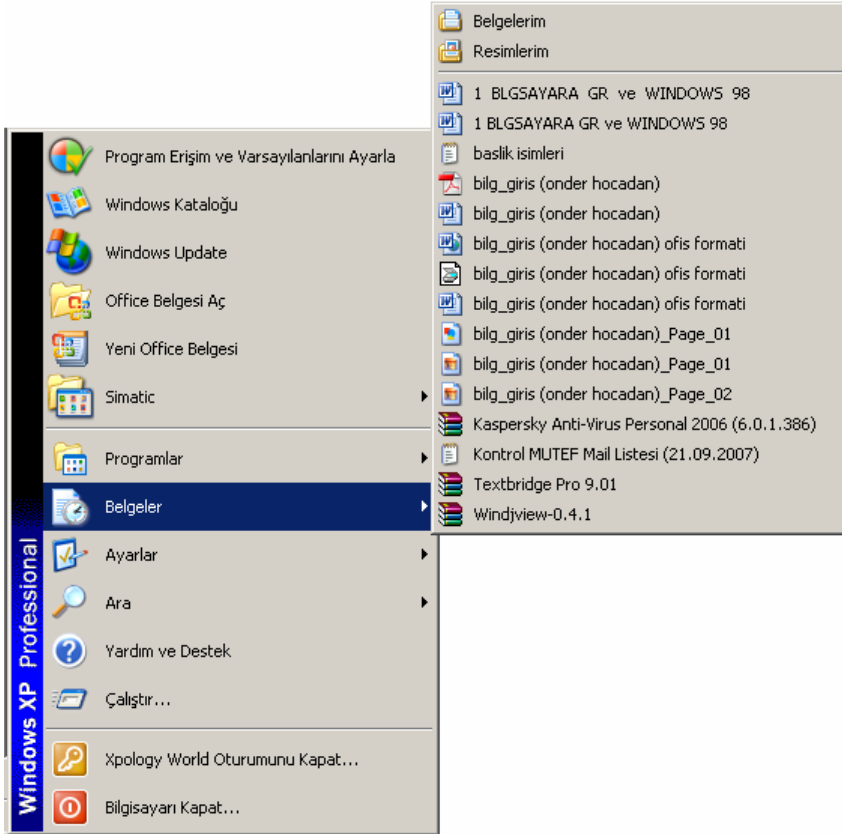 Program Erişim ve Varsayılanlarını Ayarla
Windows Kataloğu
Windows Update
Office Belgesi Aç
Yeni Office Belgesi
Simatic
Programlar
Belgeler
Ayarlar
Ara
Yardım ve Destek
Çalıştır...
Xpology World Oturumunu Kapat...
Bilgisayarı Kapat...
Windows XP Professional
Belgelerim
Resimlerim
1 BLGSAYARA GR ve WINDOWS 98
1 BLGSAYARA GR ve WINDOWS 98
baslik isimleri
bilg_giris (onder hocadan)
bilg_giris (onder hocadan)
bilg_giris (onder hocadan) ofis formati
bilg_giris (onder hocadan) ofis formati
bilg_giris (onder hocadan) ofis formati
bilg_giris (onder hocadan)_Page_01
bilg_giris (onder hocadan)_Page_01
bilg_giris (onder hocadan)_Page_02
Kaspersky Anti-Virus Personal 2006 (6.0.1.386)
Kontrol MUTEF Mail Listesi (21.09.2007)
Textbridge Pro 9.01
Windjview-0.4.1